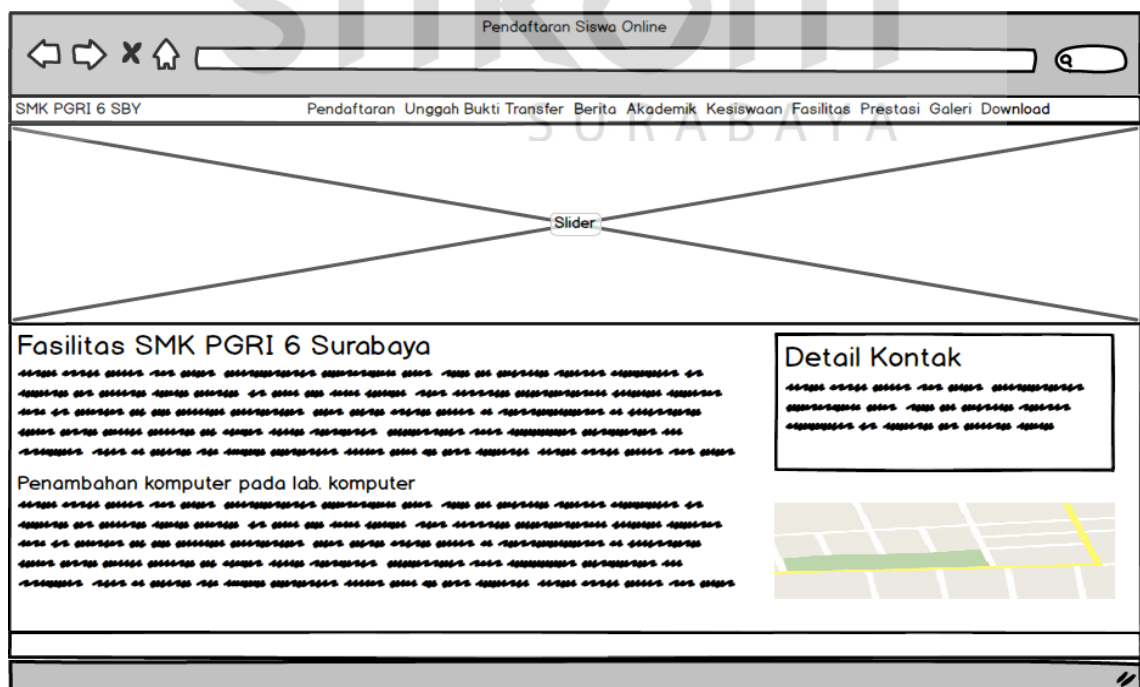 Pendaftaran Siswa Online
SMK PGRI 6 SBY Pendaftaran Unggah Bukti Transfer Berita Akademik Kesiswaan Fasilitas Prestasi Galeri Download
SURABAYA
Slider
Fasilitas SMK PGRI 6 Surabaya
Penambahan komputer pada lab. komputer
Detail Kontak